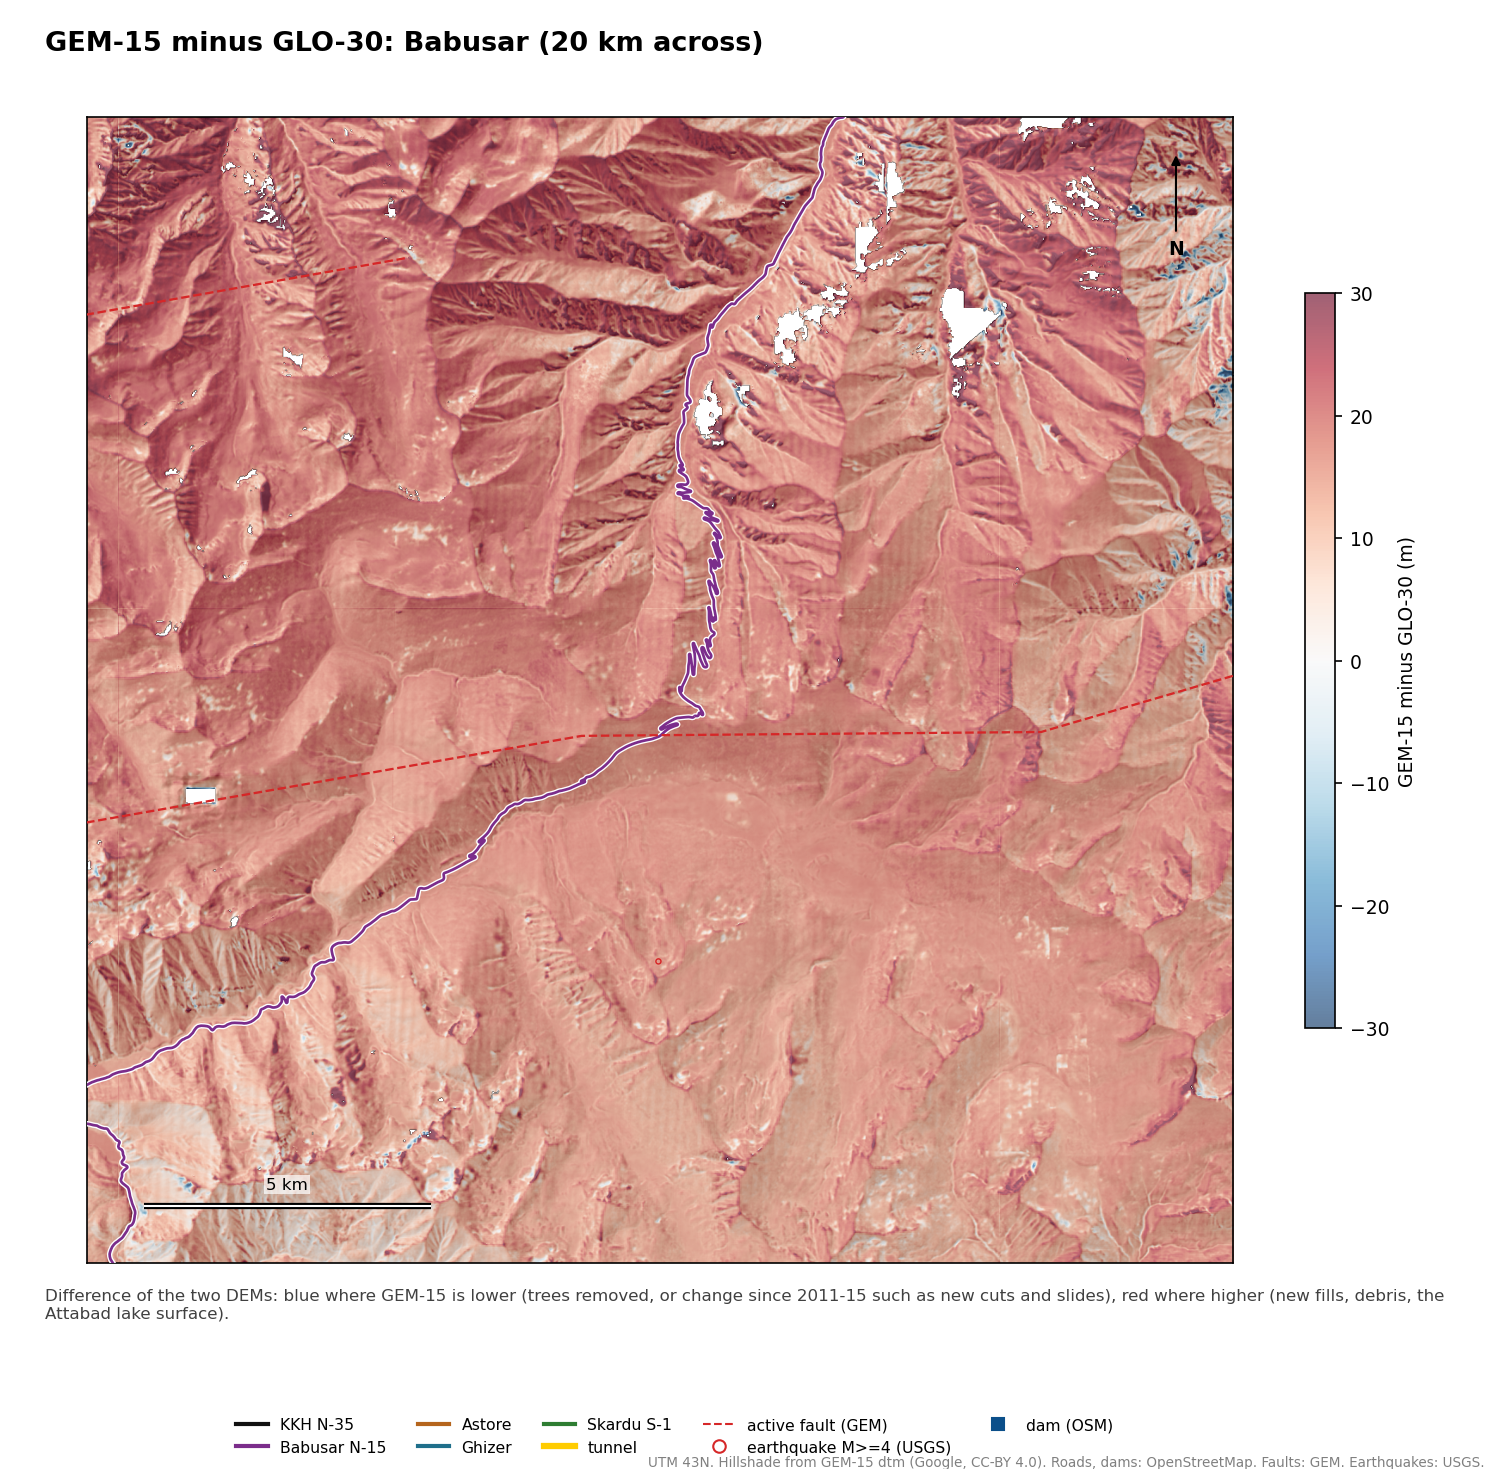 GEM-15 minus GLO-30: Babusar (20 km across)
N
30
20
10
0
−10
−20
−30
GEM-15 minus GLO-30 (m)
5 km
Difference of the two DEMs: blue where GEM-15 is lower (trees removed, or change since 2011-15 such as new cuts and slides), red where higher (new fills, debris, the
Attabad lake surface).
KKH N-35
Babusar N-15
Astore
Ghizer
Skardu S-1
tunnel
active fault (GEM)
earthquake M>=4 (USGS)
dam (OSM)
UTM 43N. Hillshade from GEM-15 dtm (Google, CC-BY 4.0). Roads, dams: OpenStreetMap. Faults: GEM. Earthquakes: USGS.